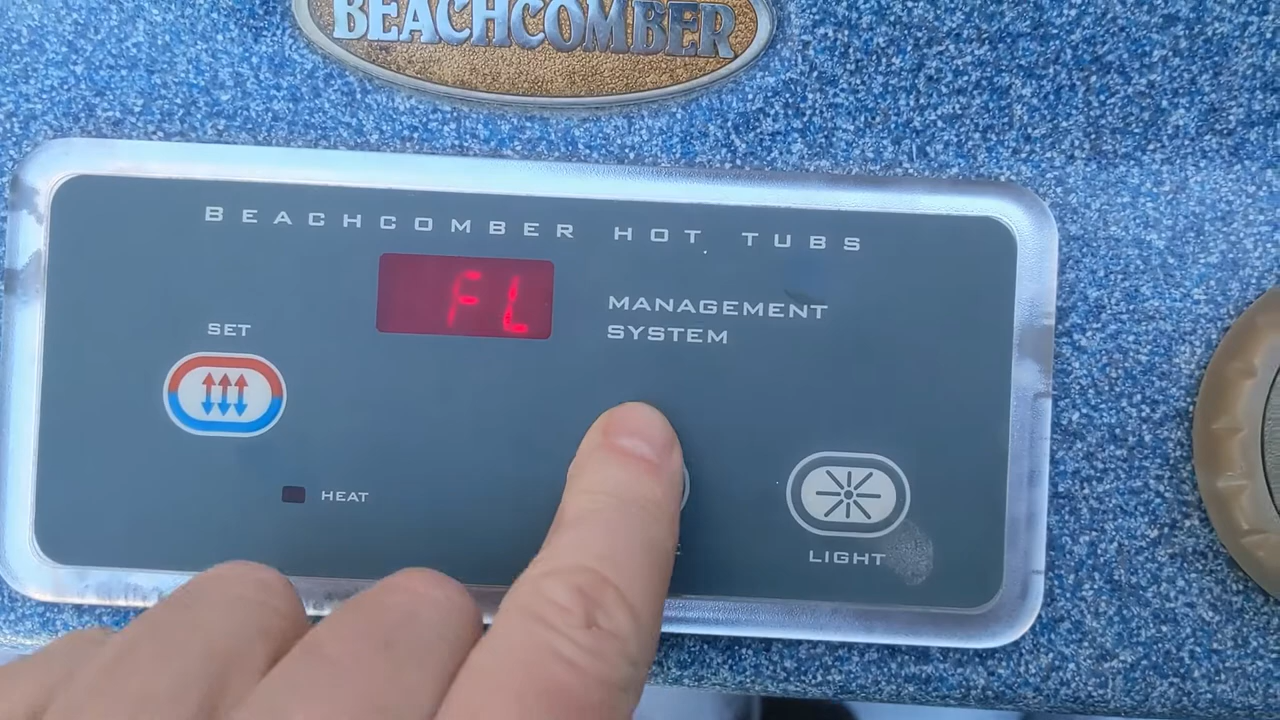 BEACHCOMBER
BEACHCOMBER HOT TUBS
FL
MANAGEMENT
SYSTEM
SET
HEAT
LIGHT